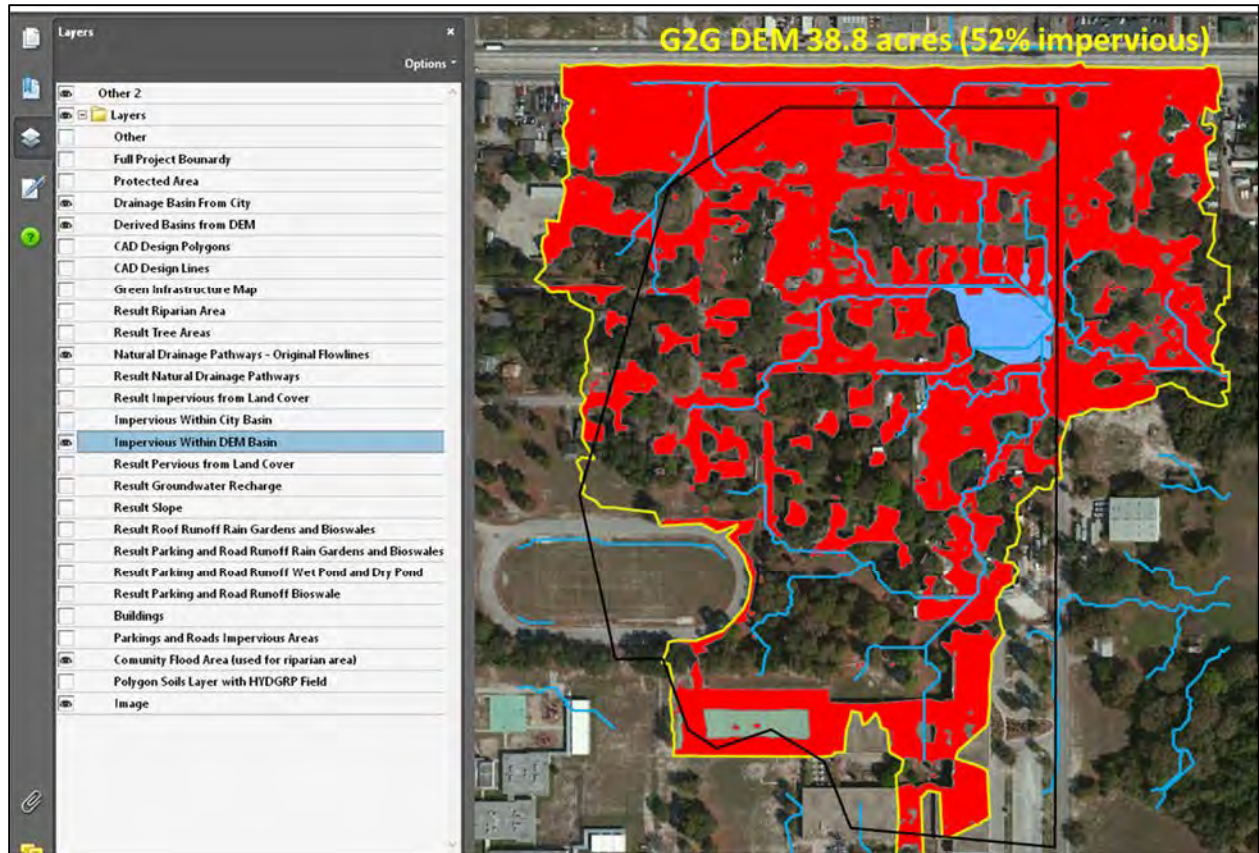 Layers
Options
G2G DEM 38.8 acres (52% impervious)
Other 2
Layers
Other
Full Project Bounardy
Protected Area
Drainage Basin From City
Derived Basins from DEM
CAD Design Polygons
CAD Design Lines
Green Infrastructure Map
Result Riparian Area
Result Tree Areas
Natural Drainage Pathways - Original Flowlines
Result Natural Drainage Pathways
Result Impervious from Land Cover
Impervious Within City Basin
Impervious Within DEM Basin
Result Pervious from Land Cover
Result Groundwater Recharge
Result Slope
Result Roof Runoff Rain Gardens and Bioswales
Result Parking and Road Runoff Rain Gardens and Bioswales
Result Parking and Road Runoff Wet Pond and Dry Pond
Result Parking and Road Runoff Bioswale
Buildings
Parkings and Roads Impervious Areas
Comunity Flood Area (used for riparian area)
Polygon Soils Layer with HYDGRP Field
Image